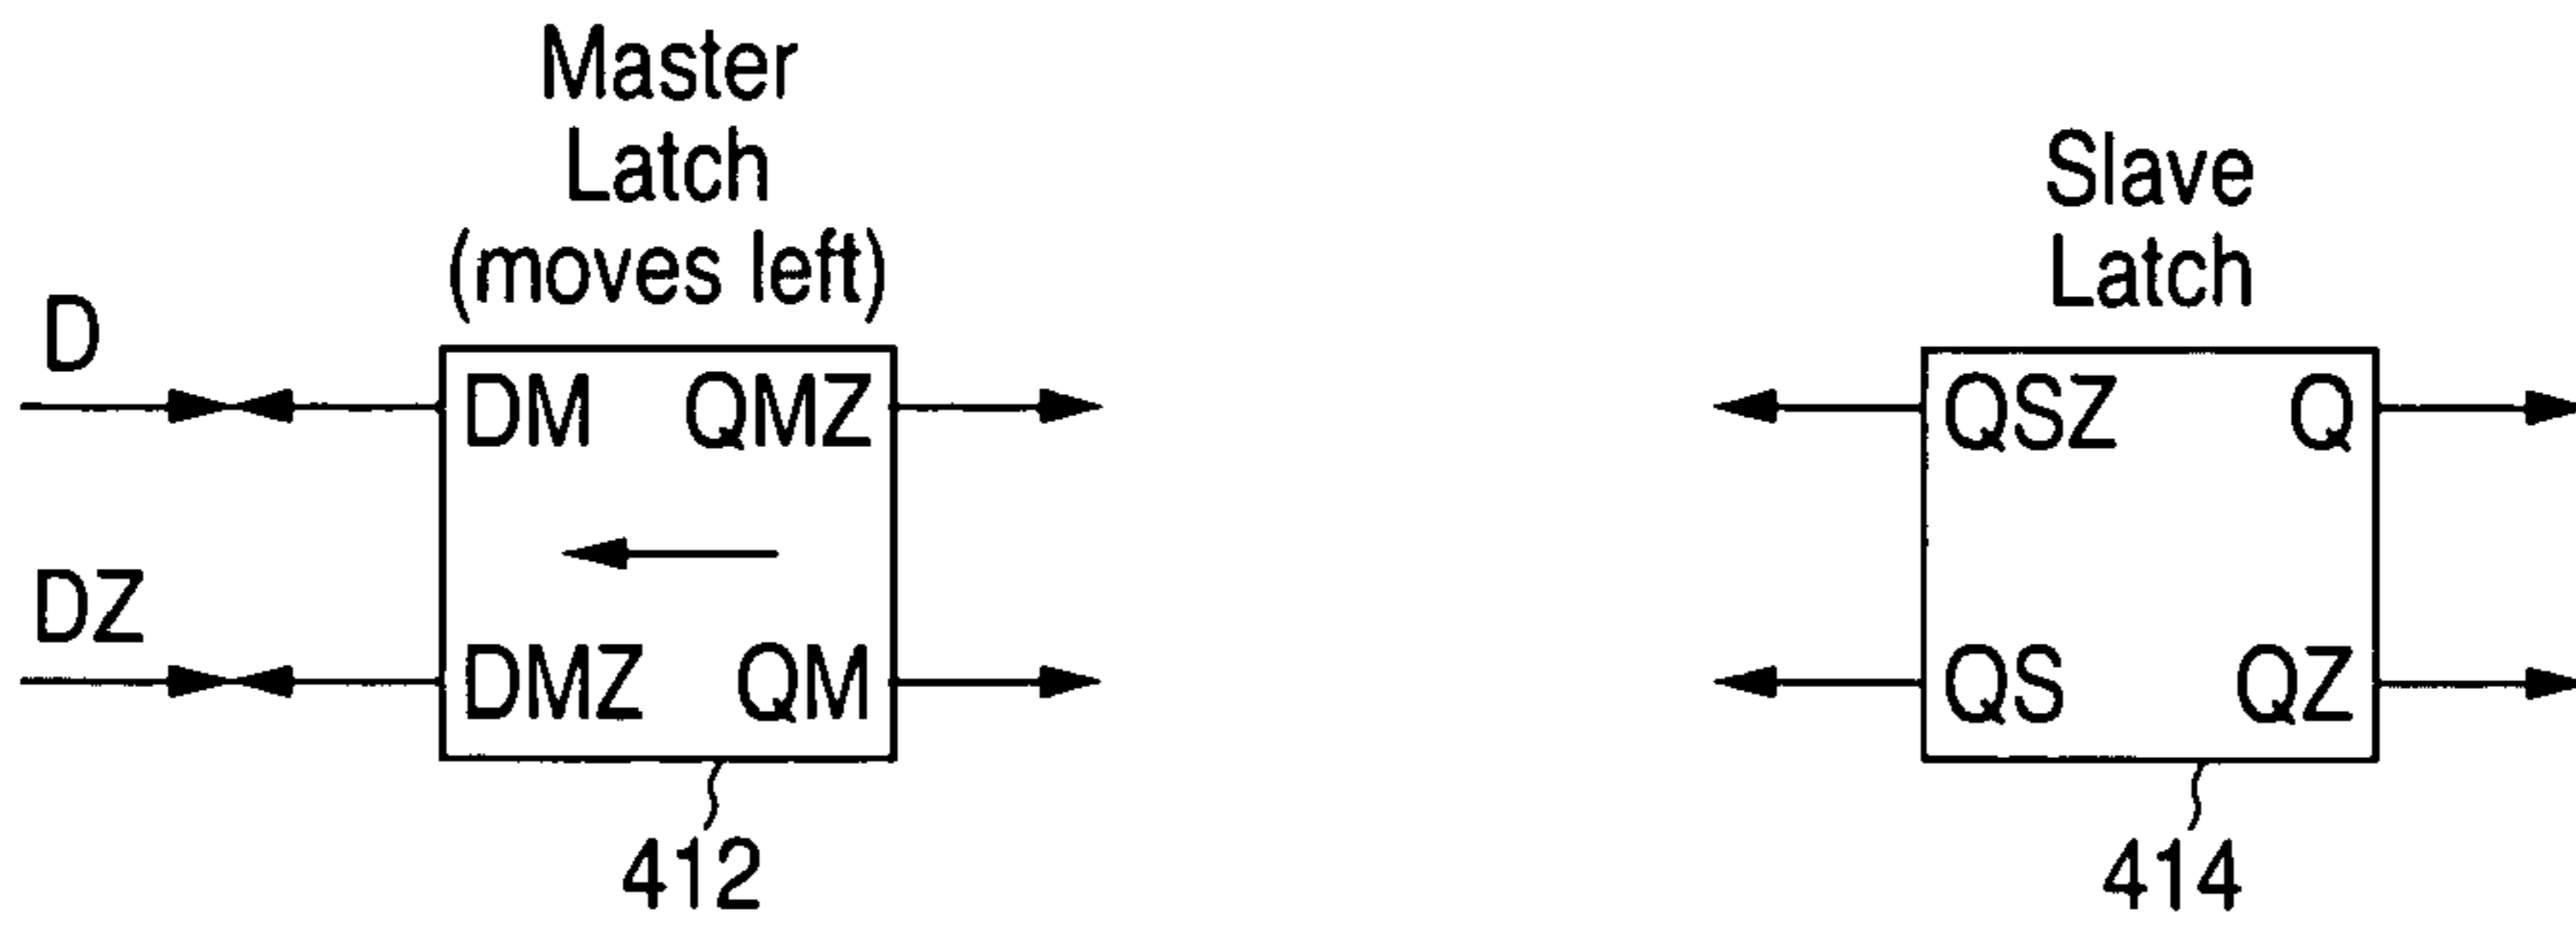 Master
Latch
(moves left)
Slave
Latch
D
DM QMZ
QSZ Q
DZ
DMZ QM
QS QZ
412
414